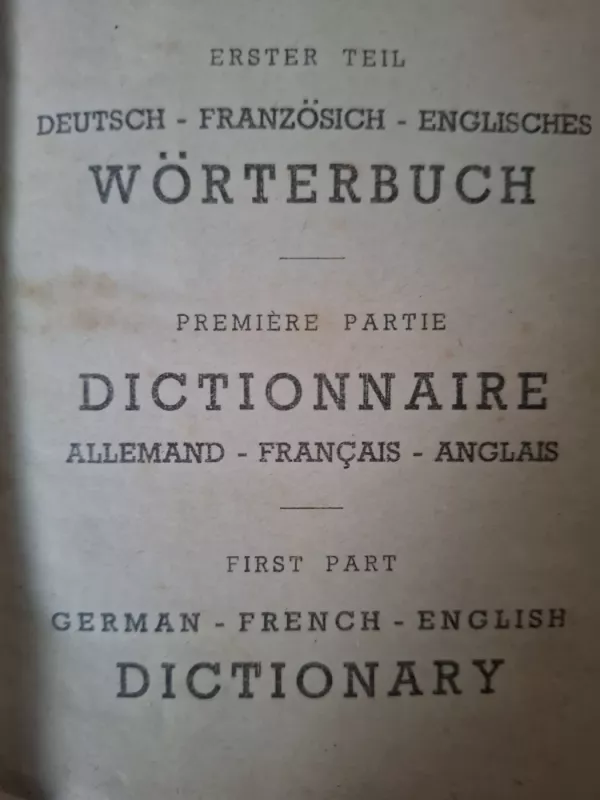 ERSTER TEIL
DEUTSCH - FRANZÖSICH - ENGLISCHES
WÖRTERBUCH
PREMIÈRE PARTIE
DICTIONNAIRE
ALLEMAND - FRANÇAIS - ANGLAIS
FIRST PART
GERMAN - FRENCH - ENGLISH
DICTIONARY